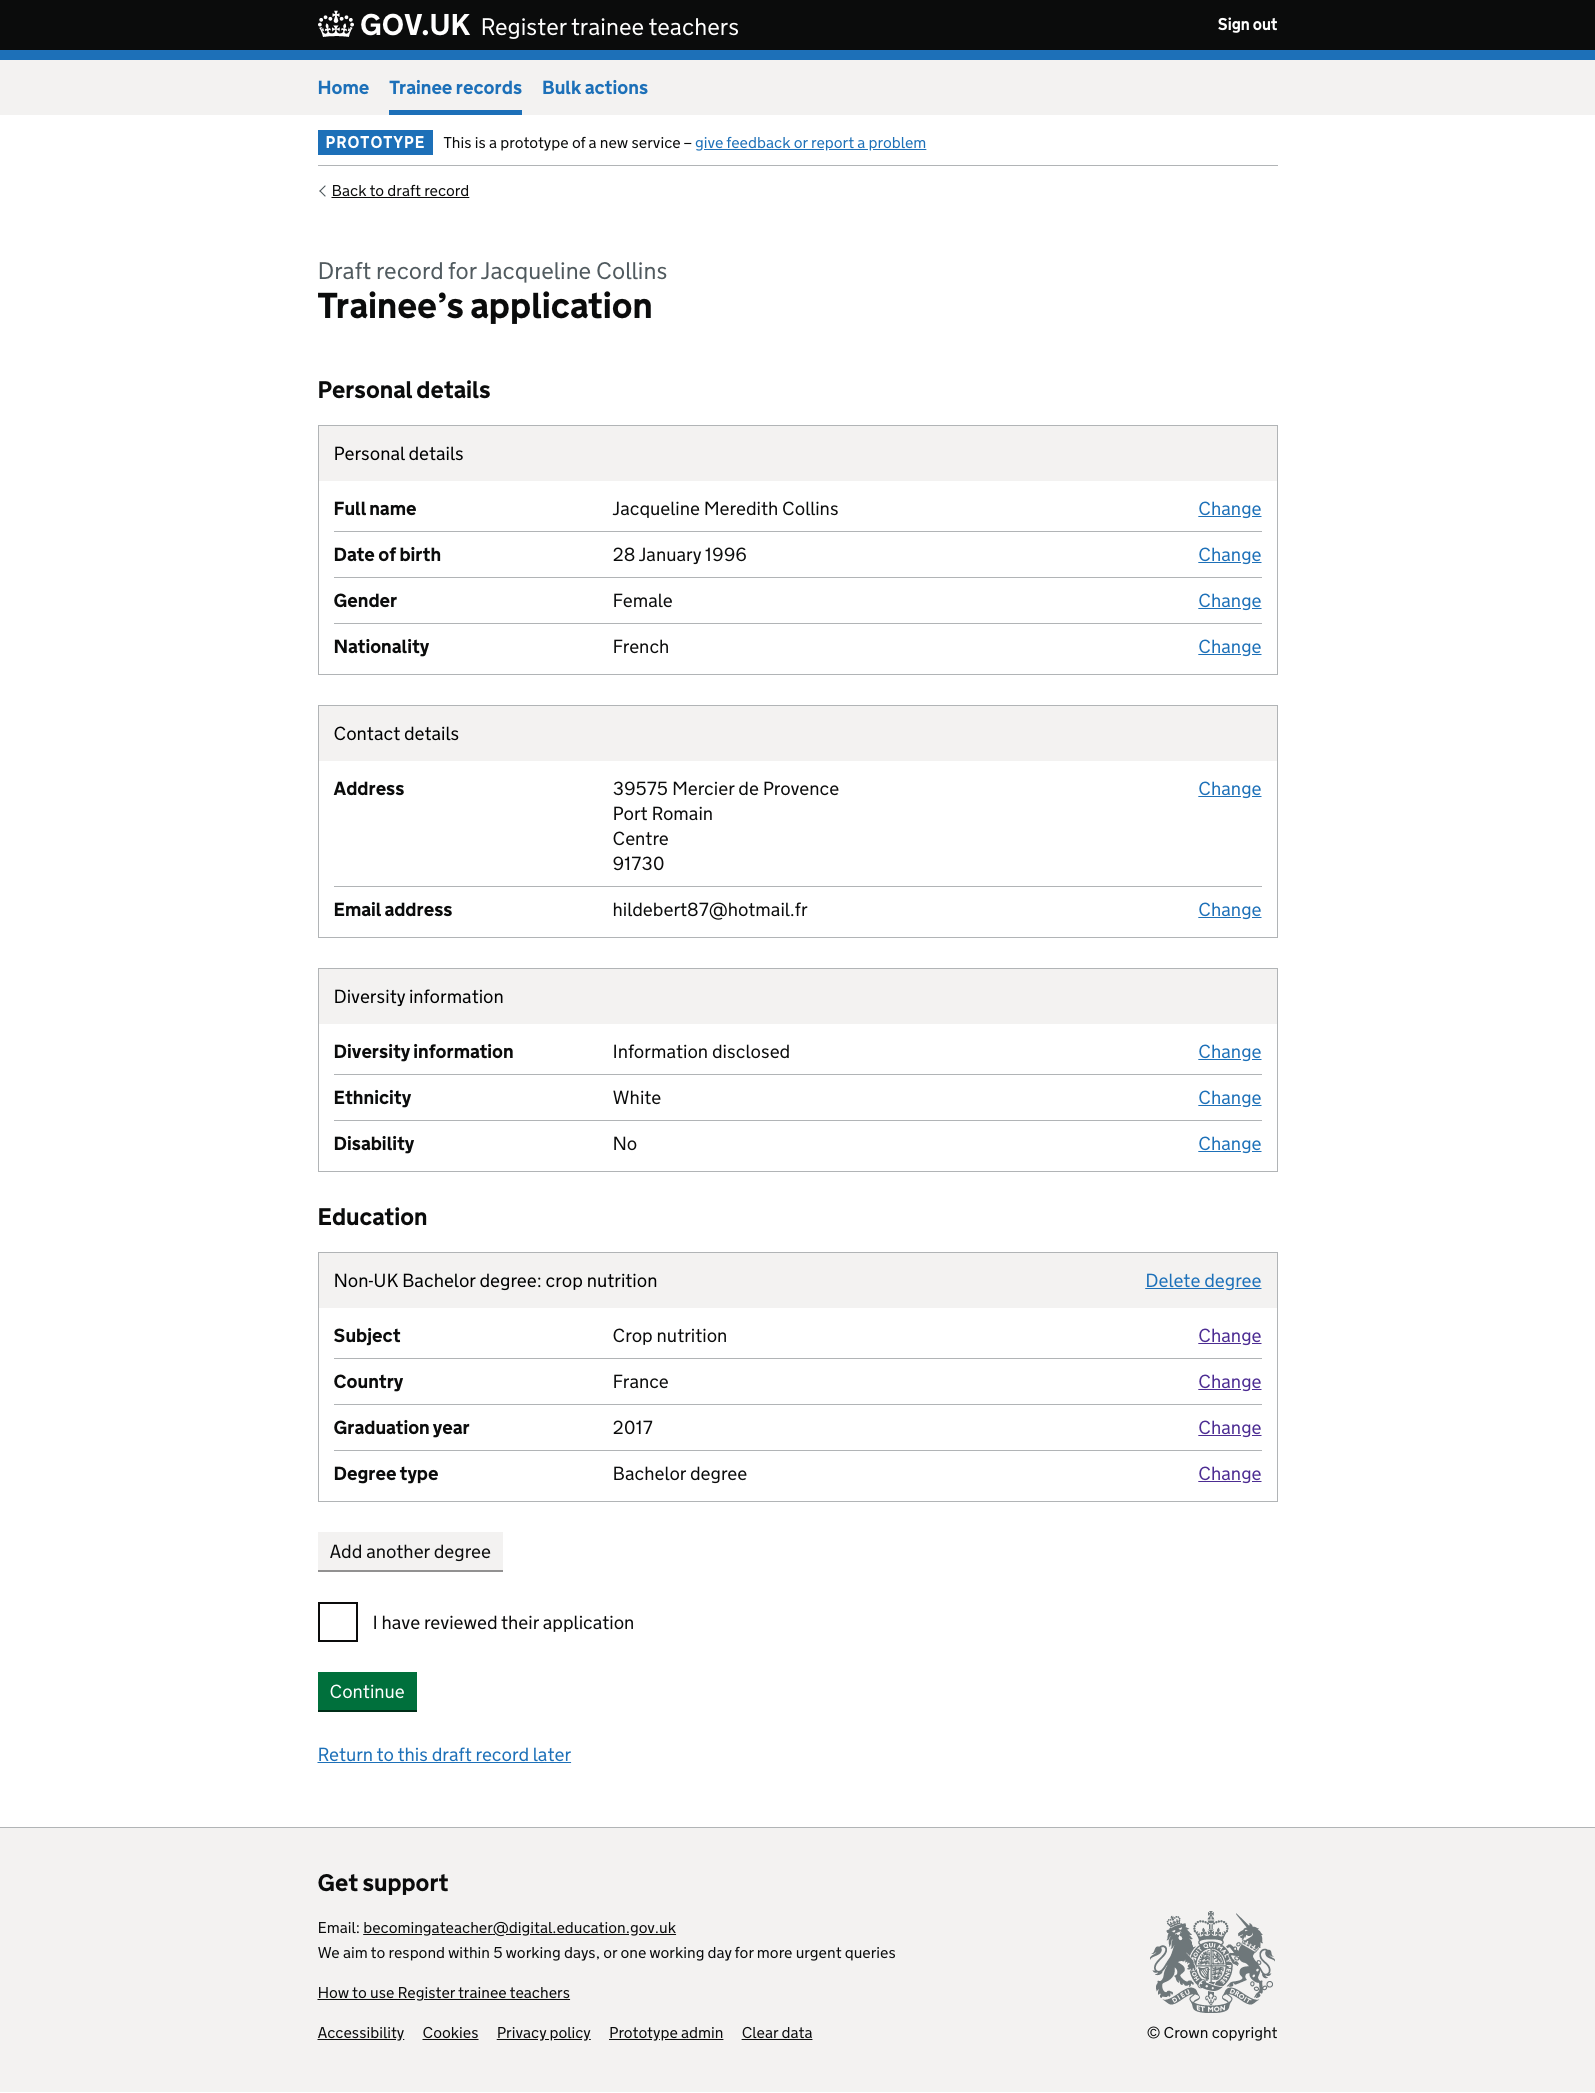 GOV.UK Register trainee teachers
Sign out
Home Trainee records Bulk actions
PROTOTYPE This is a prototype of a new service – give feedback or report a problem
Back to draft record
Draft record for Jacqueline Collins
Trainee’s application
Personal details
Personal details
Full name Jacqueline Meredith Collins Change
Date of birth 28 January 1996 Change
Gender Female Change
Nationality French Change
Contact details
Address 39575 Mercier de Provence Change
Port Romain
Centre
91730
Email address hildebert87@hotmail.fr Change
Diversity information
Diversity information Information disclosed Change
Ethnicity White Change
Disability No Change
Education
Non-UK Bachelor degree: crop nutrition Delete degree
Subject Crop nutrition Change
Country France Change
Graduation year 2017 Change
Degree type Bachelor degree Change
Add another degree
I have reviewed their application
Continue
Return to this draft record later
Get support
Email: becomingateacher@digital.education.gov.uk
We aim to respond within 5 working days, or one working day for more urgent queries
How to use Register trainee teachers
Accessibility Cookies Privacy policy Prototype admin Clear data
DIEU ET MON DROIT
© Crown copyright